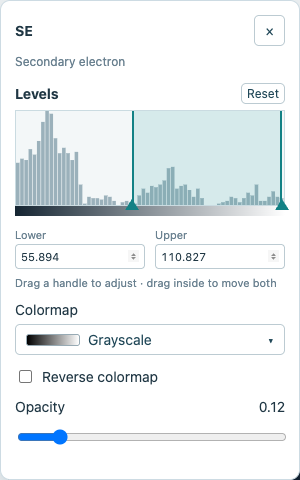 SE
×
Secondary electron
Levels
Reset
Lower
Upper
55.894
110.827
Drag a handle to adjust · drag inside to move both
Colormap
Grayscale
Reverse colormap
Opacity
0.12